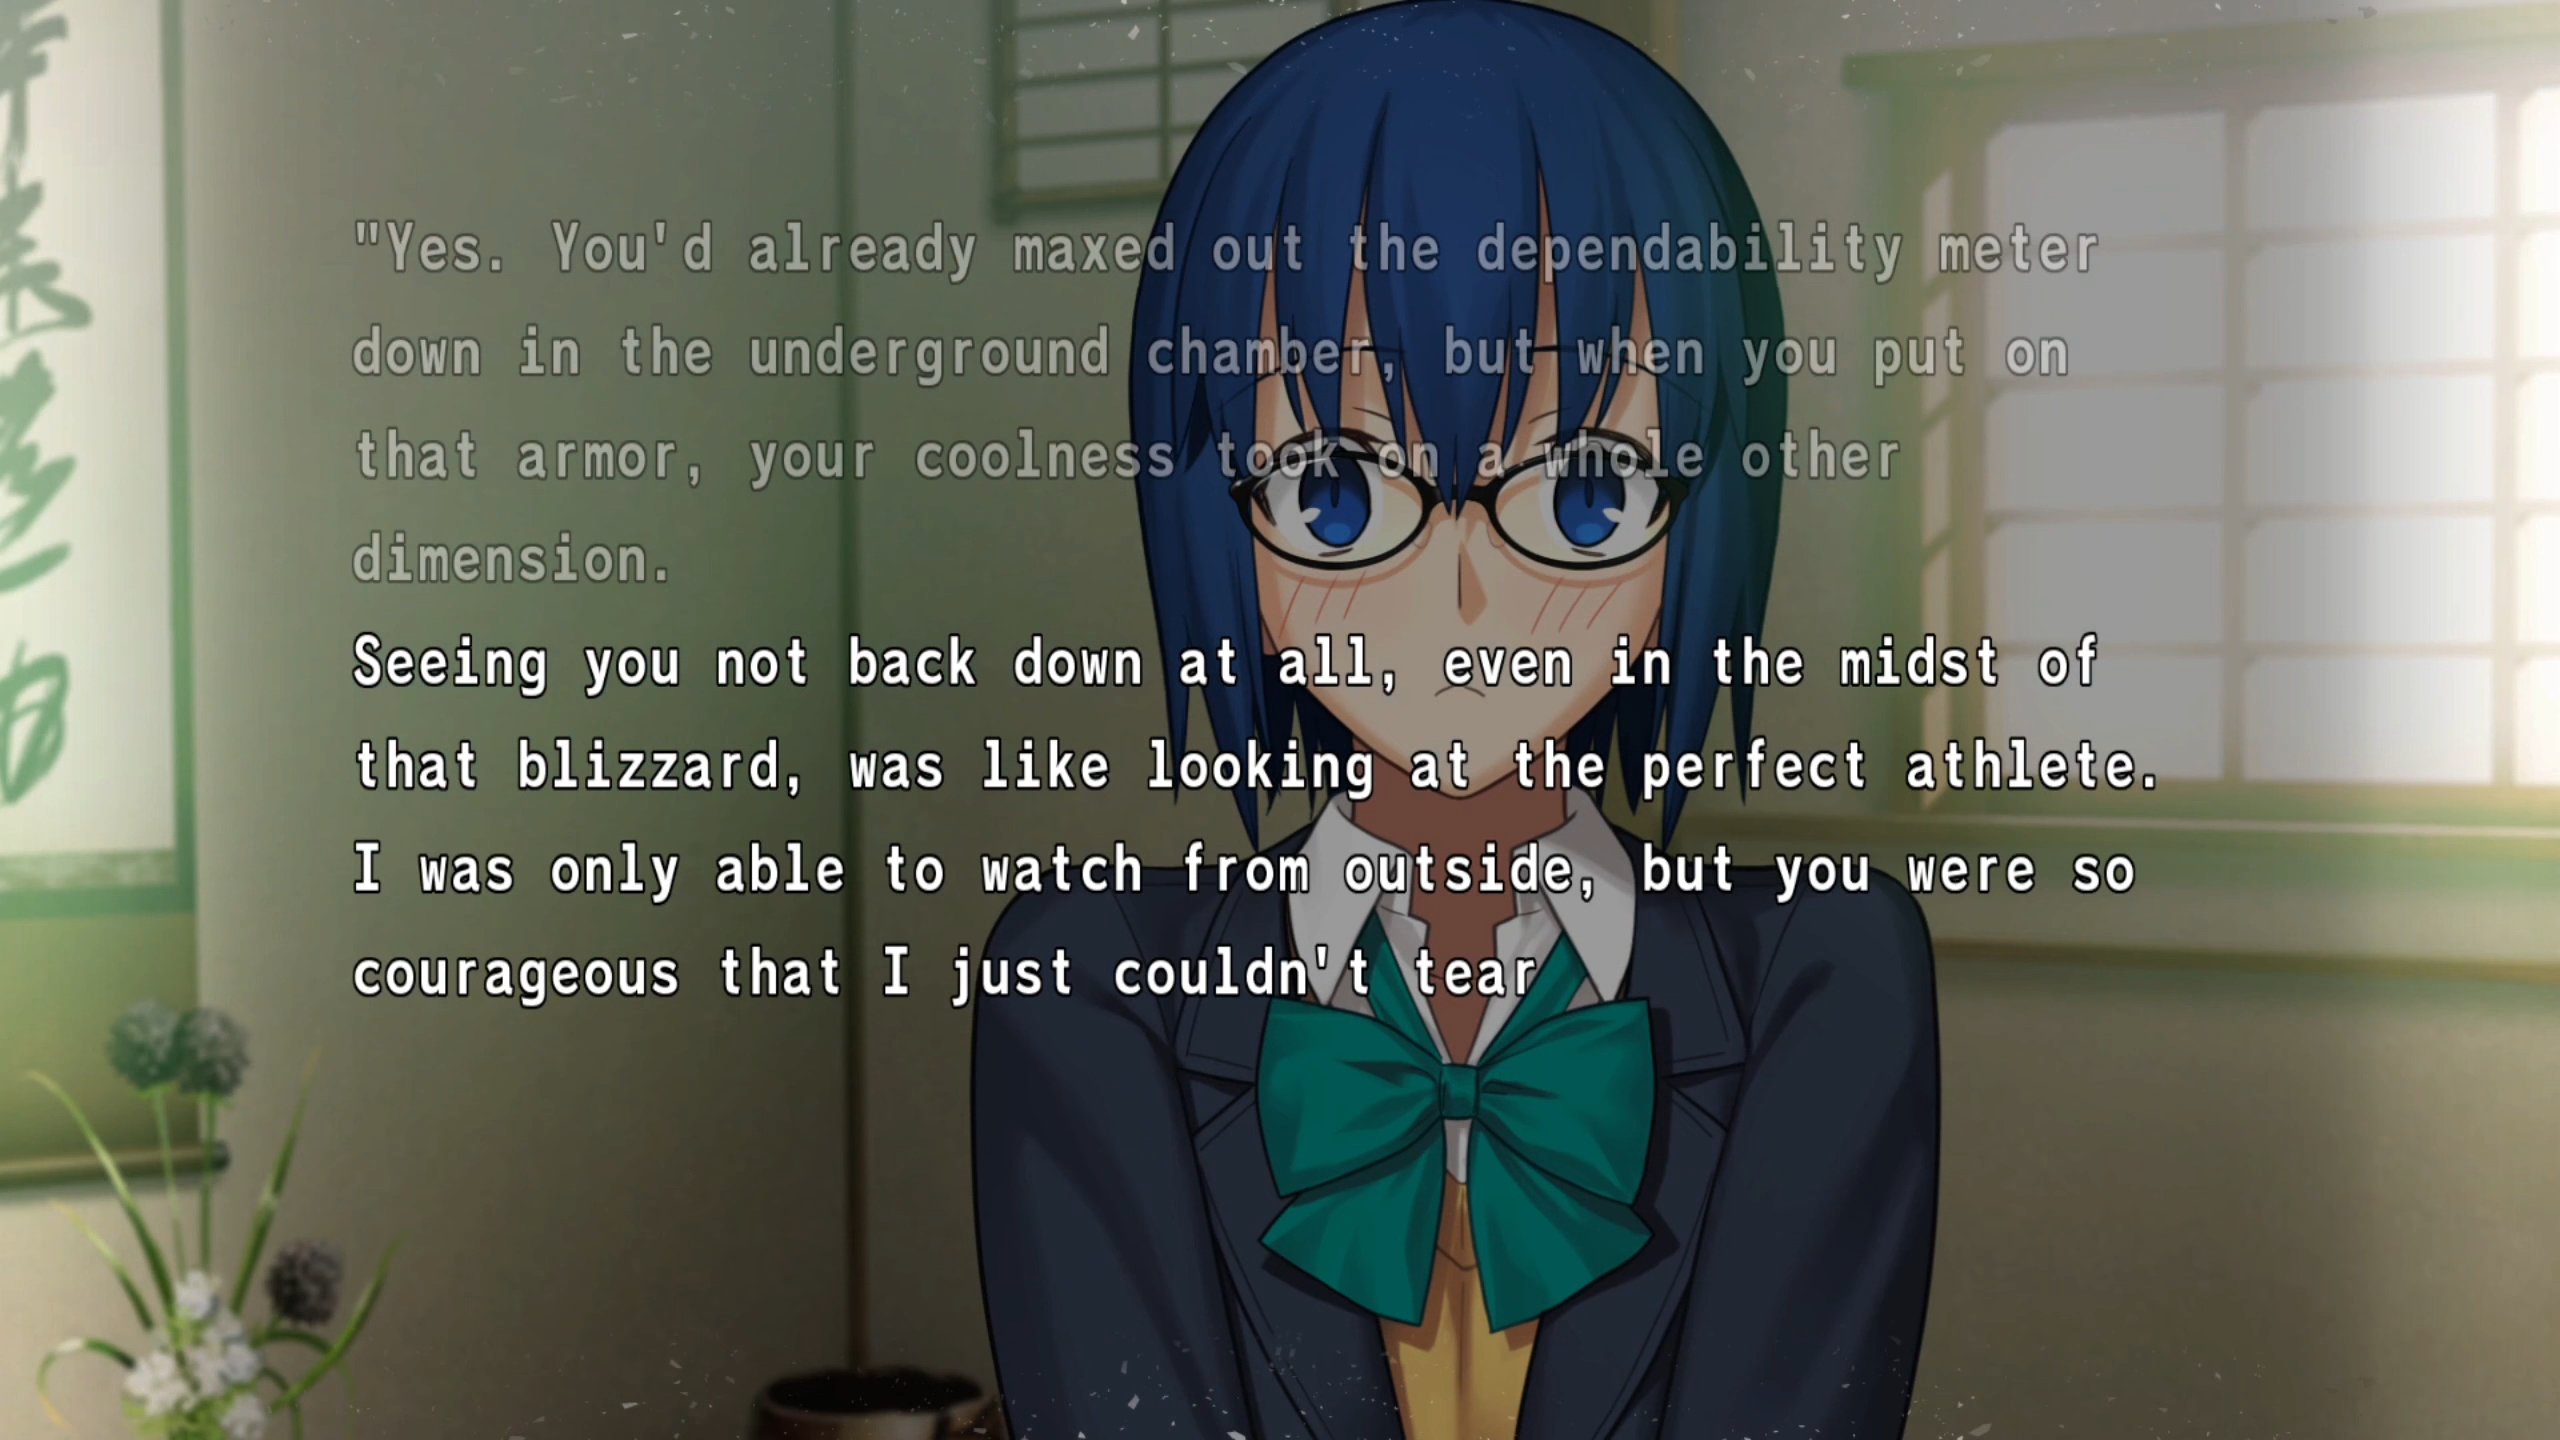 "Yes. You'd already maxed out the dependability meter
down in the underground chamber, but when you put on
that armor, your coolness took on a whole other
dimension.
Seeing you not back down at all, even in the midst of
that blizzard, was like looking at the perfect athlete.
I was only able to watch from outside, but you were so
courageous that I just couldn't tear